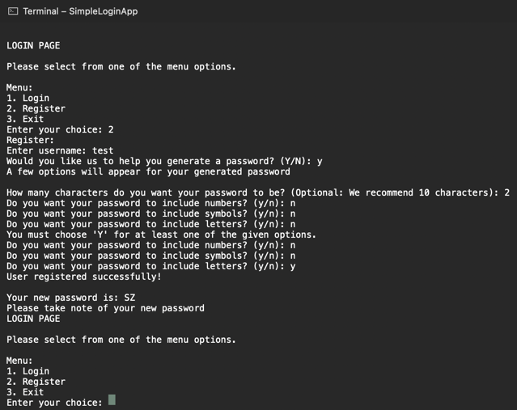 Terminal – SimpleLoginApp
LOGIN PAGE
Please select from one of the menu options.
Menu:
1. Login
2. Register
3. Exit
Enter your choice: 2
Register:
Enter username: test
Would you like us to help you generate a password? (Y/N): y
A few options will appear for your generated password
How many characters do you want your password to be? (Optional: We recommend 10 characters): 2
Do you want your password to include numbers? (y/n): n
Do you want your password to include symbols? (y/n): n
Do you want your password to include letters? (y/n): n
You must choose 'Y' for at least one of the given options.
Do you want your password to include numbers? (y/n): n
Do you want your password to include symbols? (y/n): n
Do you want your password to include letters? (y/n): y
User registered successfully!
Your new password is: SZ
Please take note of your new password
LOGIN PAGE
Please select from one of the menu options.
Menu:
1. Login
2. Register
3. Exit
Enter your choice: